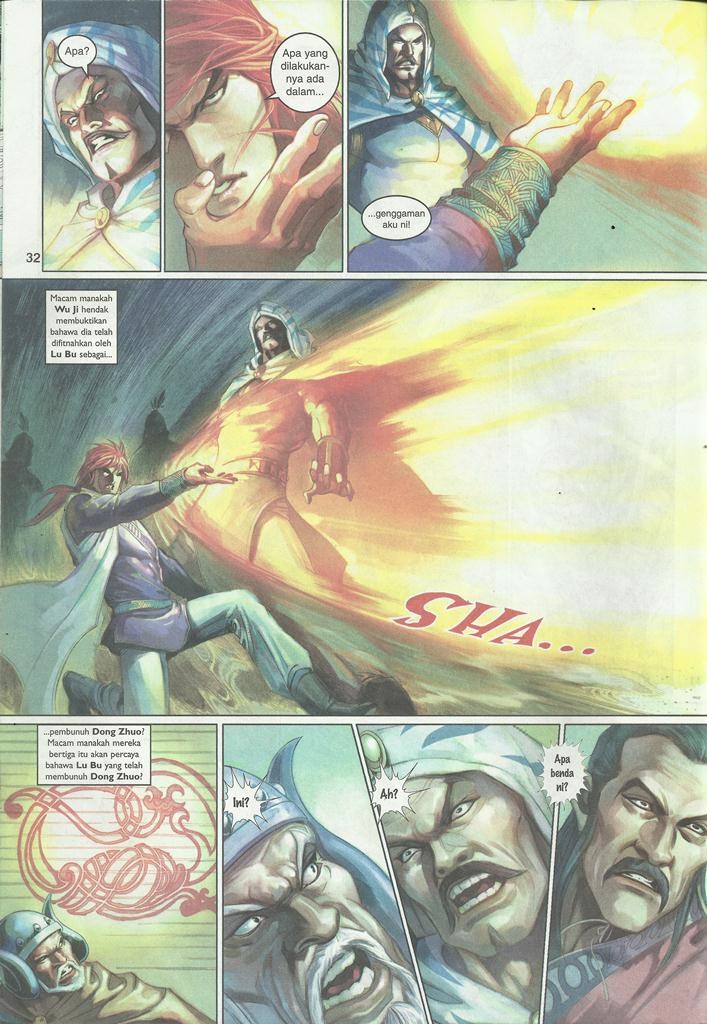 Apa?
Apa yang
dilakukan-
nya ada
dalam...
...genggaman
aku ni!
32
Macam manakah
Wu Ji hendak
membuktikan
bahawa dia telah
difitnahkan oleh
Lu Bu sebagai...
SHA...
...pembunuh Dong Zhuo?
Macam manakah mereka
bertiga itu akan percaya
bahawa Lu Bu yang telah
membunuh Dong Zhuo?
Ini?
Ah?
Apa
benda
ni?